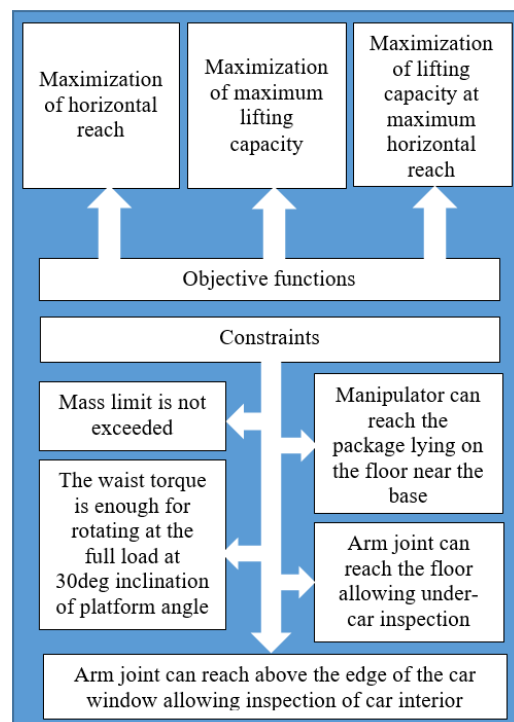 Maximization
of horizontal
reach
Maximization
of maximum
lifting
capacity
Maximization
of lifting
capacity at
maximum
horizontal
reach
Objective functions
Constraints
Mass limit is not
exceeded
Manipulator can
reach the
package lying on
the floor near the
base
The waist torque
is enough for
rotating at the
full load at
30deg inclination
of platform angle
Arm joint can
reach the floor
allowing under-
car inspection
Arm joint can reach above the edge of the car
window allowing inspection of car interior